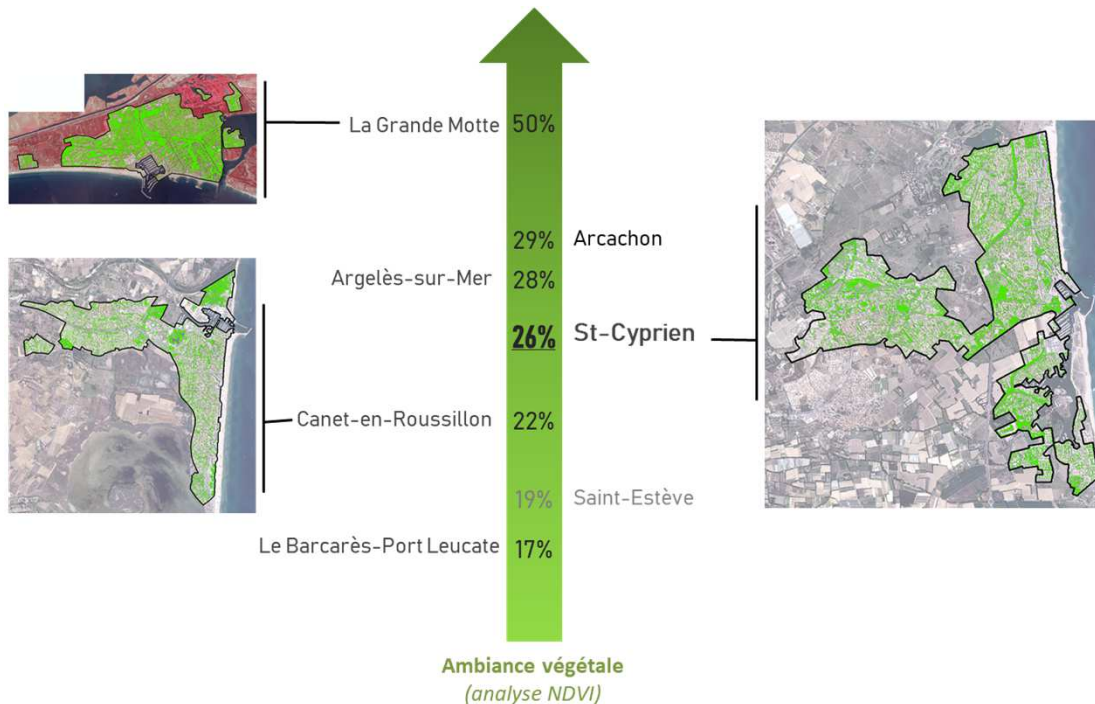 La Grande Motte 50%
29% Arcachon
Argelès-sur-Mer 28%
26% St-Cyprien
Canet-en-Roussillon 22%
19% Saint-Estève
Le Barcarès-Port Leucate 17%
Ambiance végétale
(analyse NDVI)